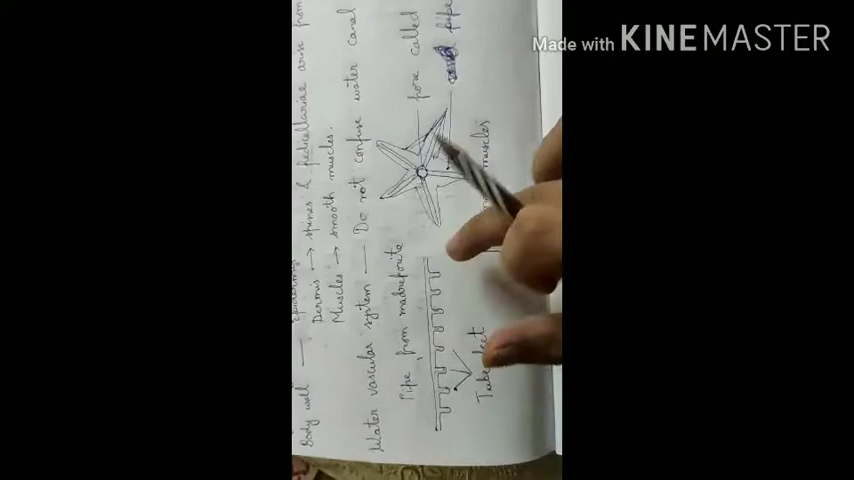 Made with KINEMASTER
Body wall — Epidermis
Dermis → spines & pedicellariae arise from
Muscles → smooth muscles.
Water vascular system — Do not confuse water canal
Pipe, from madreporite
pore called
pipe
Tube feet
muscles